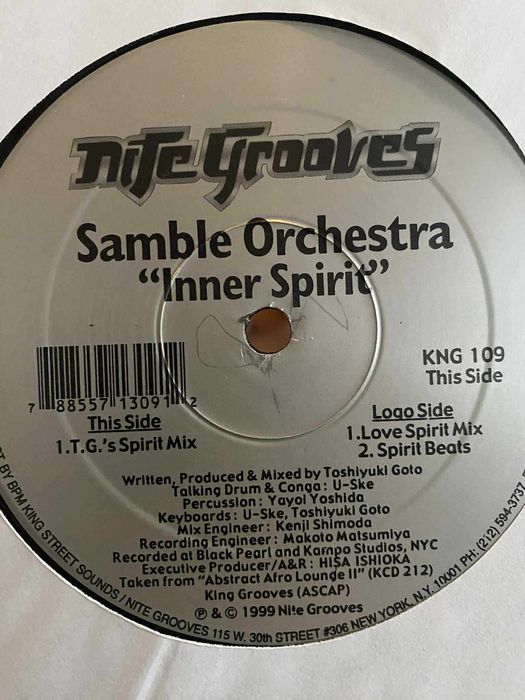 nite Grooves
Samble Orchestra
“Inner Spirit”
KNG 109
This Side
7 88557 13091 2
This Side
1.T.G.'s Spirit Mix
Logo Side
1.Love Spirit Mix
2. Spirit Beats
Written, Produced & Mixed by Toshiyuki Goto
Talking Drum & Conga : U-Ske
Percussion : Yayoi Yoshida
Keyboards : U-Ske, Toshiyuki Goto
Mix Engineer : Kenji Shimoda
Recording Engineer : Makoto Matsumiya
Recorded at Black Pearl and Kampo Studios, NYC
Executive Producer/A&R : HISA ISHIOKA
Taken from “Abstract Afro Lounge II” (KCD 212)
King Grooves (ASCAP)
℗ & © 1999 Nite Grooves
BY BPM KING STREET SOUNDS / NITE GROOVES 115 W. 30th STREET #306 NEW YORK, N.Y. 10001 PH: (212) 594-3737